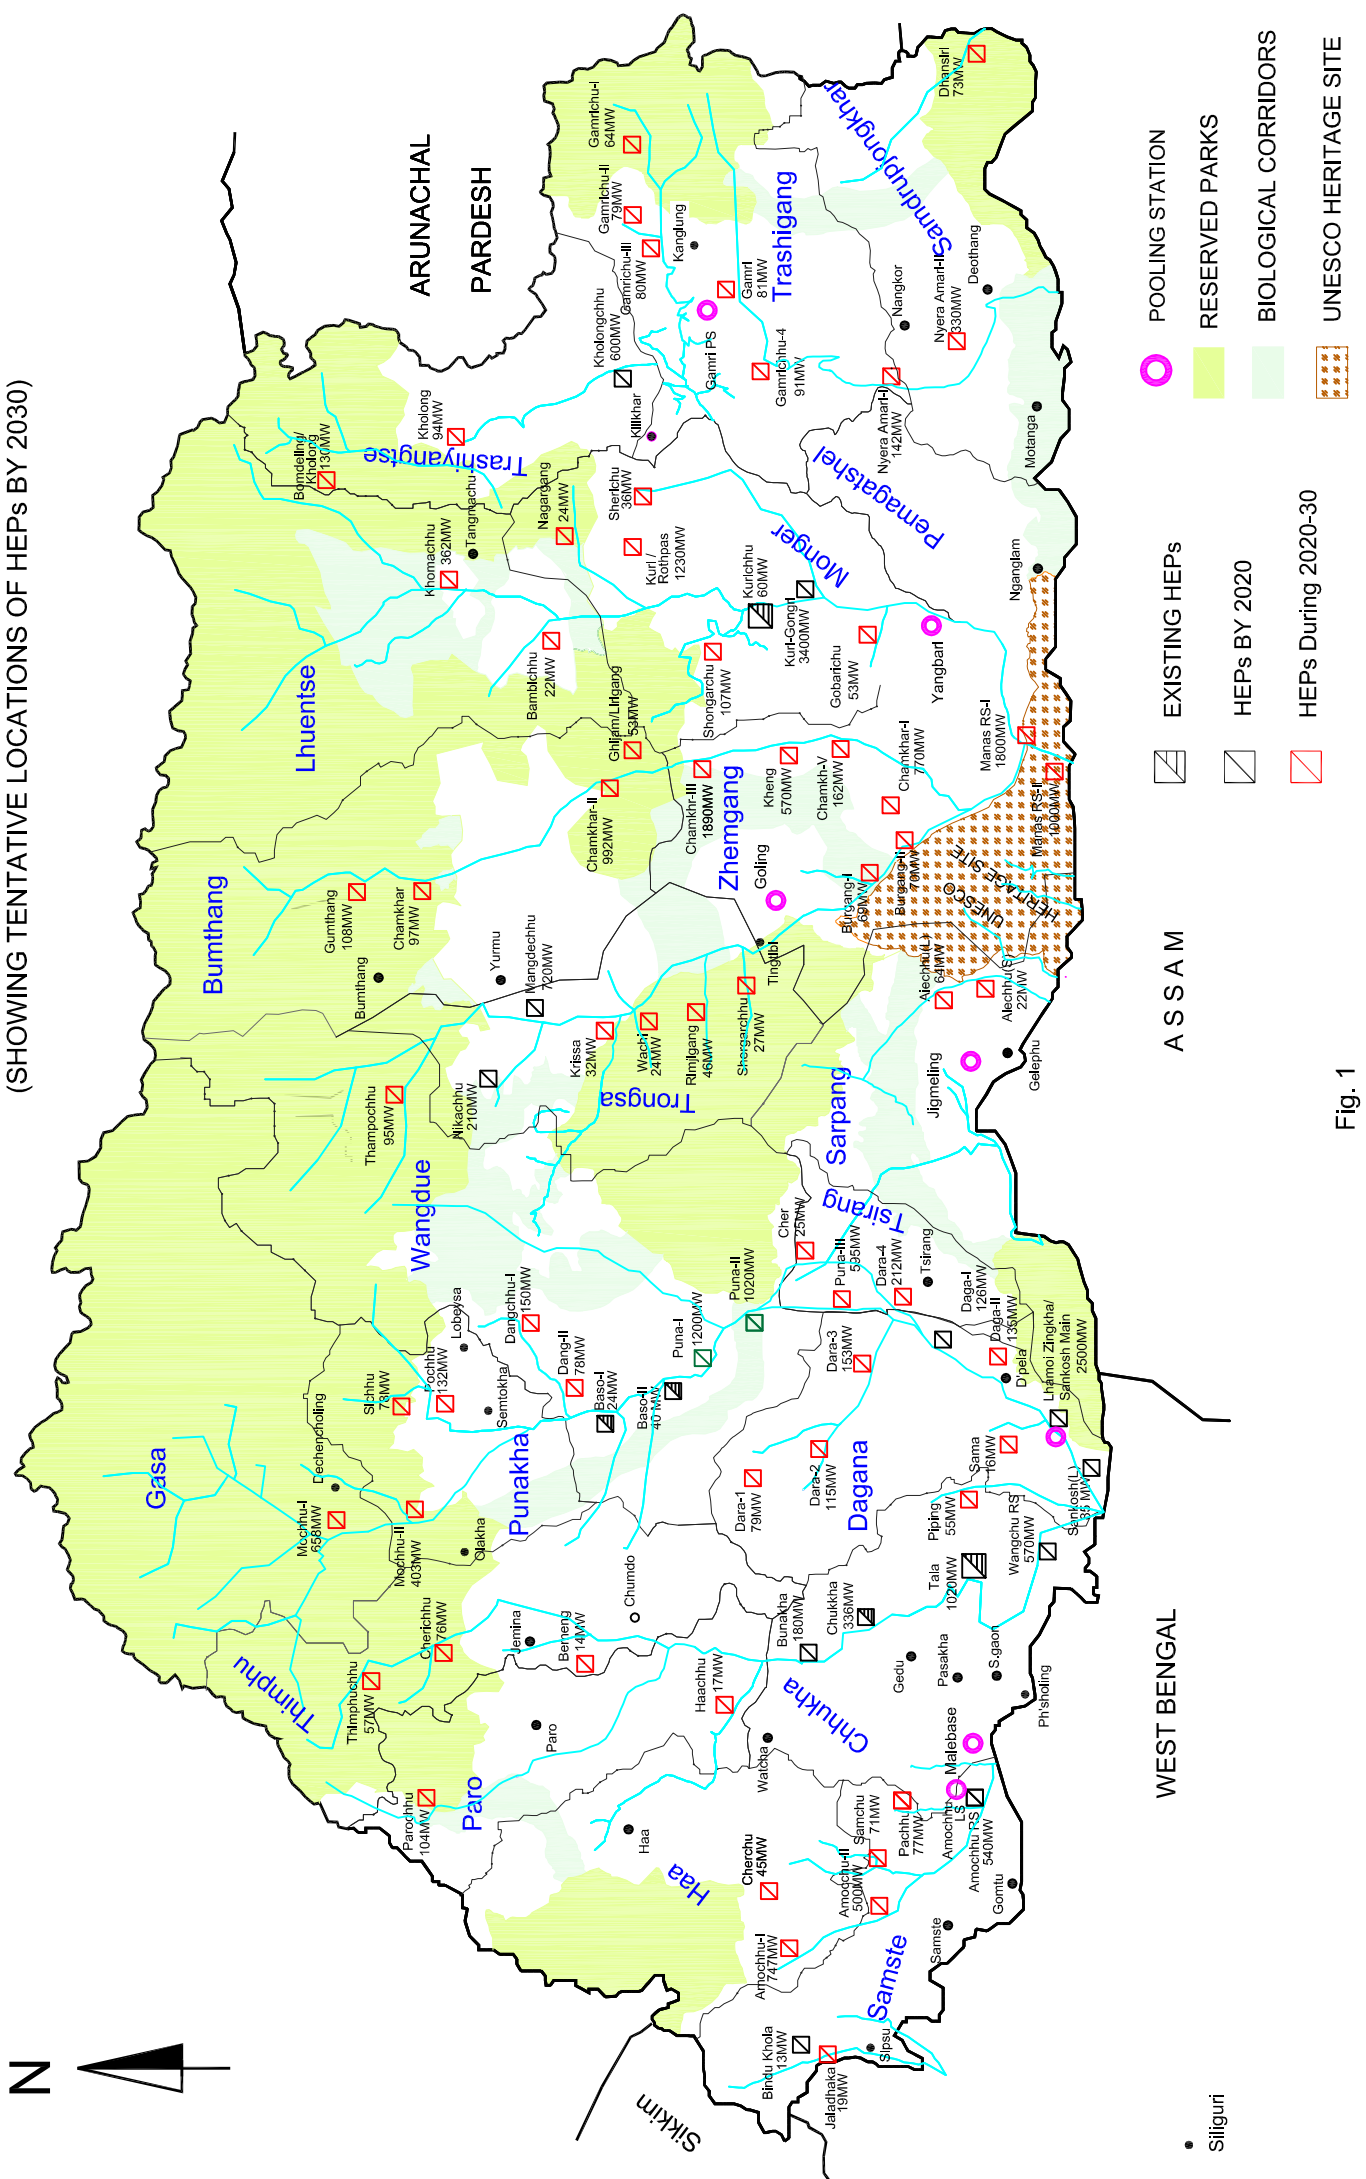 (SHOWING TENTATIVE LOCATIONS OF HEPs BY 2030)
N
Sikkim
ARUNACHAL
PARDESH
ASSAM
WEST BENGAL
Siliguri
Gasa
Bumthang
Lhuentse
Trashiyangtse
Thimphu
Punakha
Wangdue
Paro
Haa
Samste
Chhukha
Dagana
Tsirang
Sarpang
Trongsa
Zhemgang
Monger
Pemagatshel
Trashigang
Samdrupjongkhar
Bindu Khola
13MW
Jaladhaka
19MW
Sipsu
Amochhu-I
747MW
Cherchu
45MW
Amochhu-II
500MW
Samchu
71MW
Pachhu
77MW
Amochhu
LS
Amochhu RS
540MW
Malebase
Samste
Gomtu
Haa
Watcha
Paro
Parochhu
104MW
Thimphuchhu
57MW
Cherichhu
76MW
Jemina
Berneng
14MW
Haachhu
17MW
Chumdo
Bunakha
180MW
Chukkha
336MW
Gedu
Pasakha
S.gaon
Ph!sholing
Tala
1020MW
Wangchu RS
570MW
Piping
55MW
Sama
16MW
Sankosh(L)
85 MW
Lhamoi Zingkha/
Sankosh Main
2500MW
D'pela
Daga-II
135MW
Daga-I
126MW
Tsirang
Dara-4
212MW
Puna-III
595MW
Cher
25MW
Dara-3
153MW
Dara-2
115MW
Dara-1
79MW
Puna-II
1020MW
Puna-I
1200MW
Baso-II
40 MW
Baso-I
24MW
Dang-II
78MW
Dangchhu-I
150MW
Lobeysa
Semtokha
Pochhu
132MW
Sichhu
73MW
Dechencholing
Mochhu-I
658MW
Mochhu-II
403MW
Olakha
Thampochhu
95MW
Nikachhu
210MW
Mangdechhu
720MW
Yurmu
Bumthang
Gumthang
108MW
Chamkhar
97MW
Krissa
32MW
Wachi
24MW
Rimjigang
46MW
Shergarchhu
27MW
Tingtibi
Goling
Jigmeling
Gelephu
Aiechhu(L)
64MW
Aiechhu(S)
22MW
Burgang-I
69MW
Burgang-II
70MW
UNESCO
HERITAGE SITE
Manas RS-II
1000MW
Manas RS-I
1800MW
Chamkhar-I
770MW
Chamkh-V
162MW
Kheng
570MW
Chamkhr-III
1890MW
Chamkhar-II
992MW
Ghijam/Lirigang
53MW
Shongarchu
107MW
Gobarichu
53MW
Yangbari
Kuri-Gongri
3400MW
Kurichhu
60MW
Kuri /
Rothpas
1230MW
Sherichu
36MW
Nagargang
24MW
Bambichhu
22MW
Khomachhu
362MW
Tangmachu
Bomdeling/
Kholong
130MW
Kholong
94MW
Kholongchhu
600MW
Kilikhar
Gamrichu-I
64MW
Gamrichu-II
79MW
Gamrichu-III
80MW
Kanglung
Gamri
81MW
Gamri PS
Gamrichhu-4
91MW
Nyera Amari-I
142MW
Nyera Amari-II
330MW
Nangkor
Deothang
Motanga
Nganglam
Dhansiri
73MW
EXISTING HEPs
HEPs BY 2020
HEPs During 2020-30
POOLING STATION
RESERVED PARKS
BIOLOGICAL CORRIDORS
UNESCO HERITAGE SITE
Fig. 1